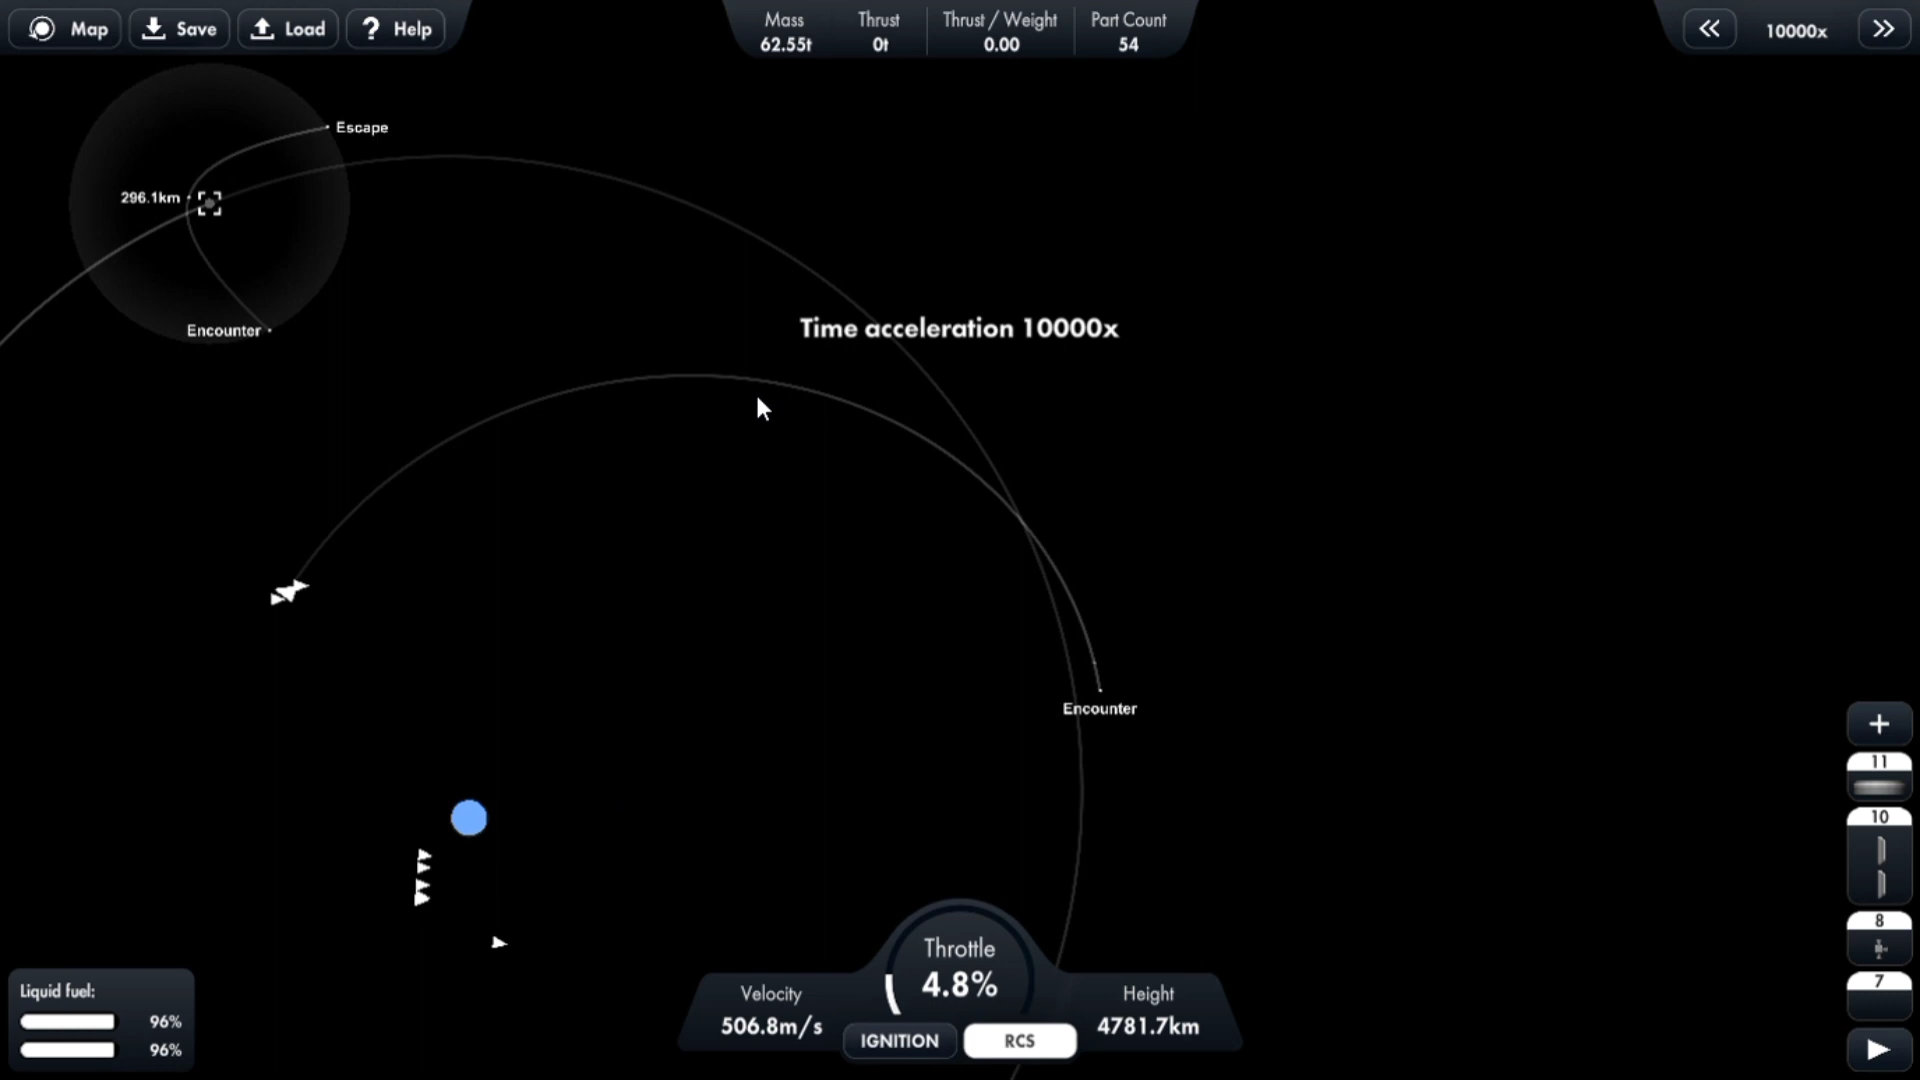 Map
Save
Load
Help
Mass
62.55t
Thrust
0t
Thrust / Weight
0.00
Part Count
54
10000x
Escape
296.1km
Encounter
Time acceleration 10000x
Encounter
11
10
8
7
Liquid fuel:
96%
96%
Velocity
506.8m/s
Throttle
4.8%
IGNITION
RCS
Height
4781.7km